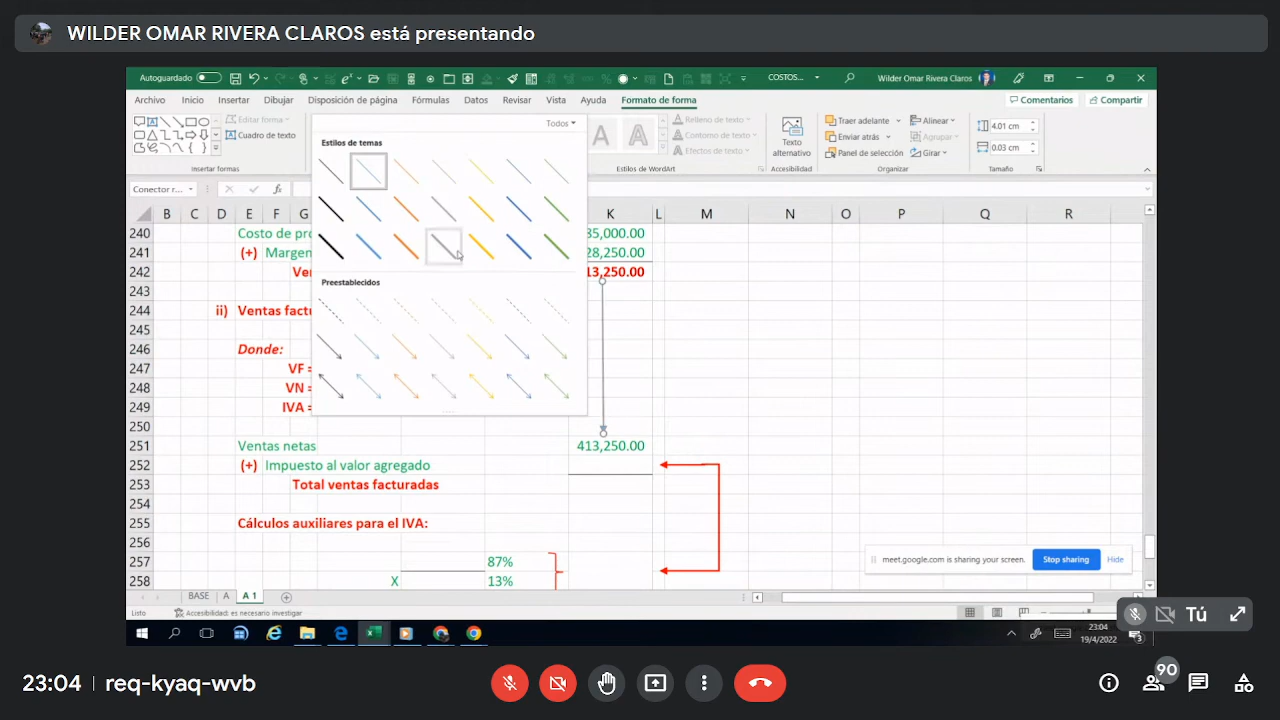 WILDER OMAR RIVERA CLAROS está presentando
Autoguardado
COSTOS...
Wilder Omar Rivera Claros
Archivo Inicio Insertar Dibujar Disposición de página Fórmulas Datos Revisar Vista Ayuda Formato de forma
Comentarios Compartir
Editar forma
Cuadro de texto
Insertar formas
Todos
Estilos de temas
Preestablecidos
Relleno de texto
Contorno de texto
Efectos de texto
Estilos de WordArt
Texto alternativo
Accesibilidad
Traer adelante
Enviar atrás
Panel de selección
Alinear
Agrupar
Girar
Organizar
4.01 cm
0.03 cm
Tamaño
Conector r...
fx
B C D E F G K L M N O P Q R
240 Costo de pro 35,000.00
241 (+) Margen 28,250.00
242 Ve 13,250.00
243
244 ii) Ventas factu
245
246 Donde:
247 VF =
248 VN =
249 IVA =
250
251 Ventas netas 413,250.00
252 (+) Impuesto al valor agregado
253 Total ventas facturadas
254
255 Cálculos auxiliares para el IVA:
256
257 87%
258 X 13%
meet.google.com is sharing your screen. Stop sharing Hide
BASE A A 1
Listo Accesibilidad: es necesario investigar
Tú
23:04
19/4/2022
3
23:04 | req-kyaq-wvb
90